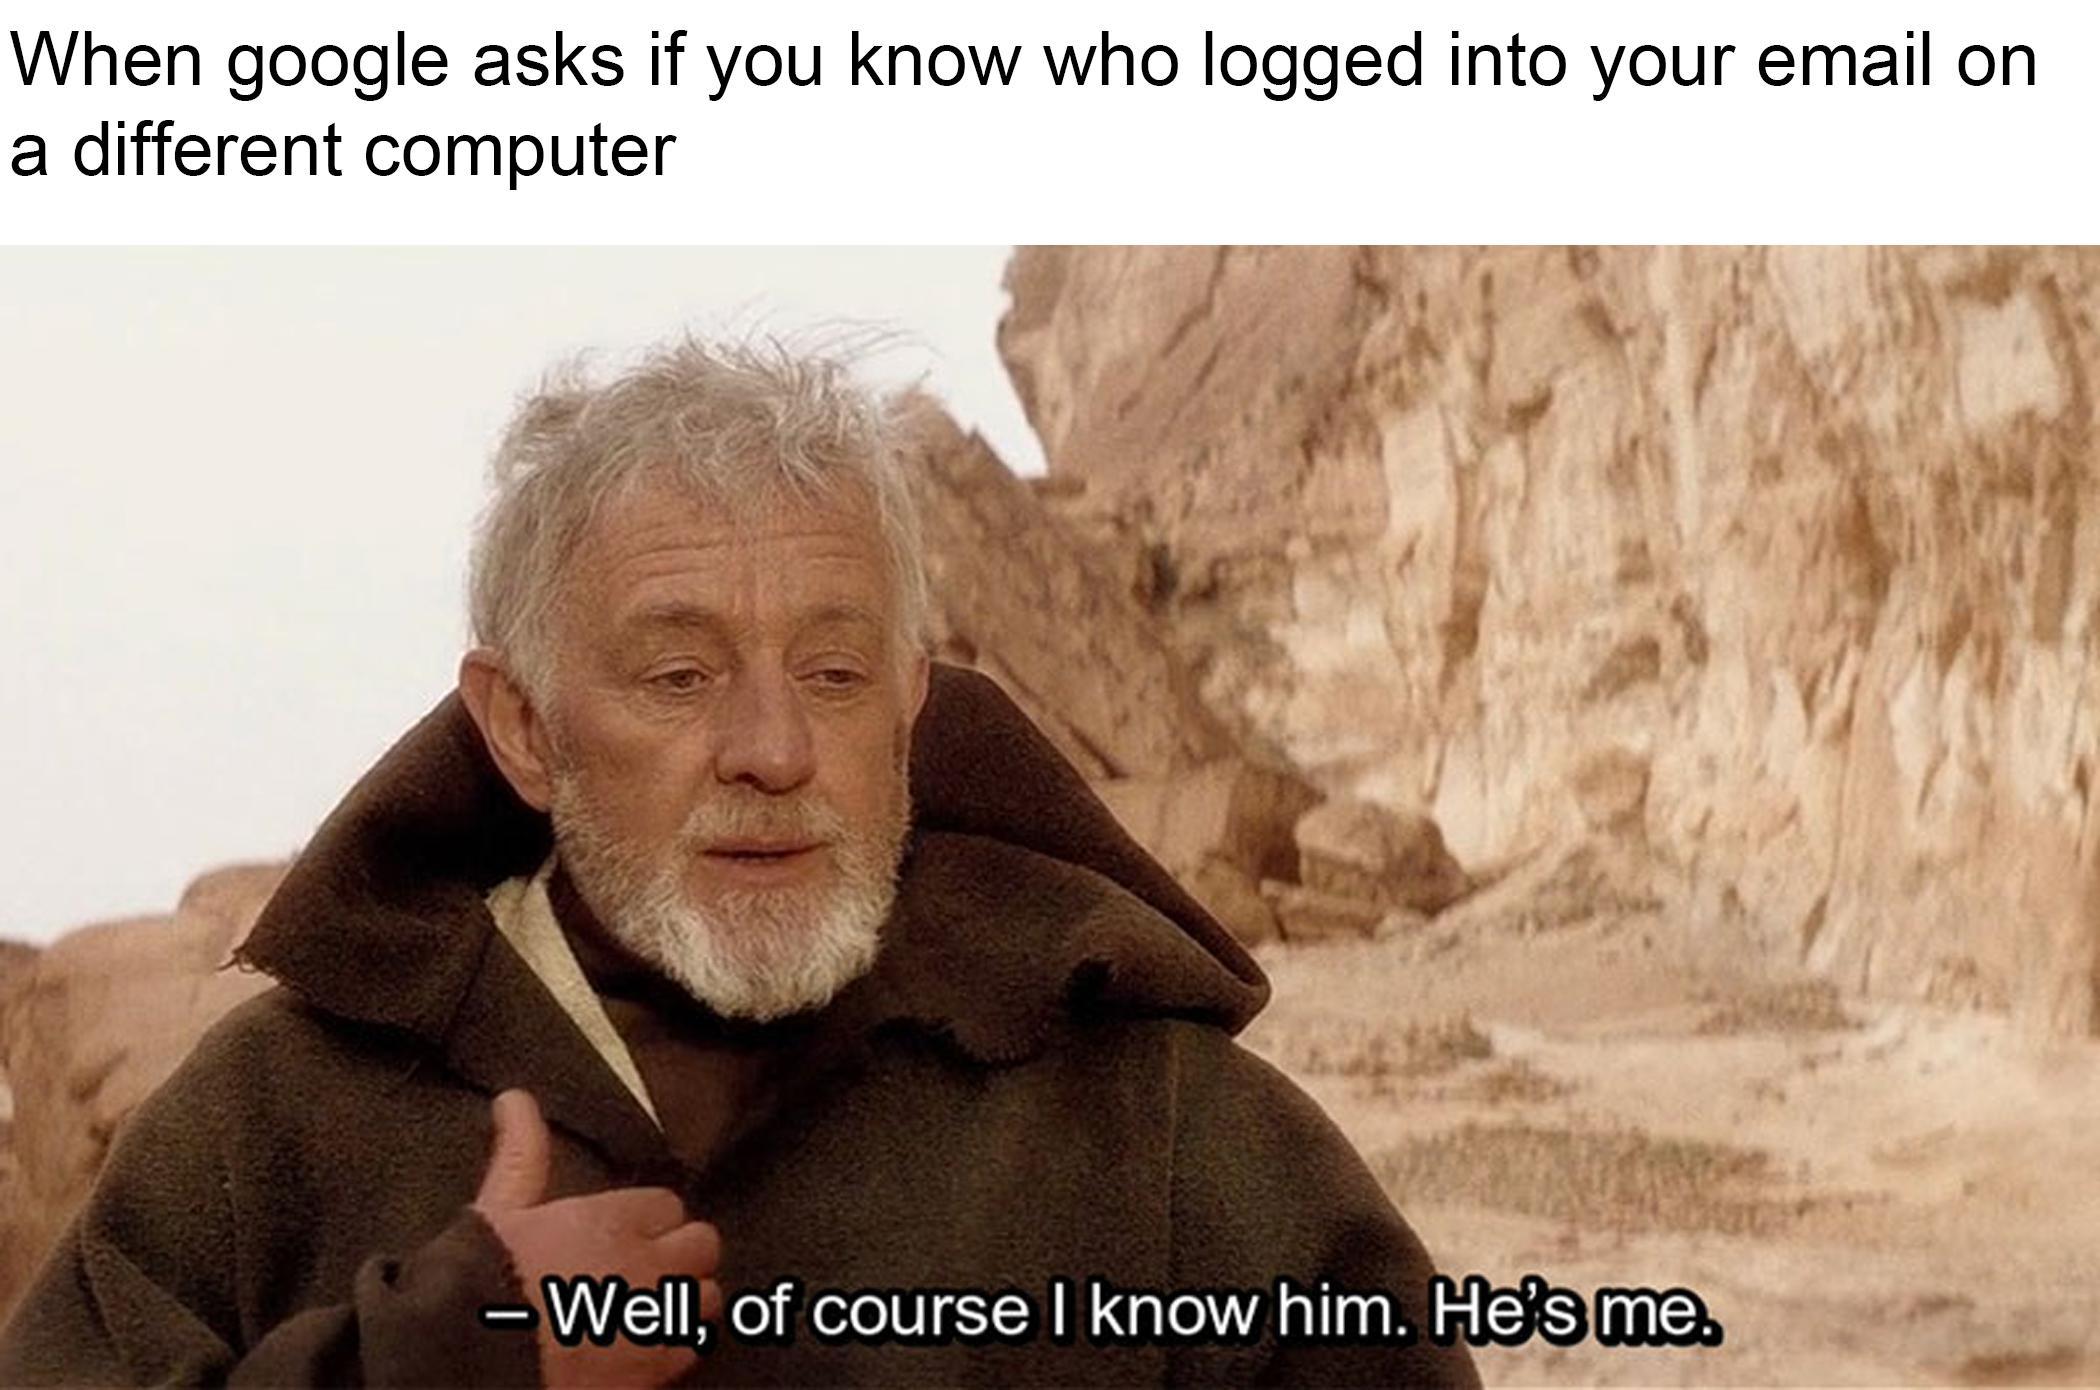 When google asks if you know who logged into your email on
a different computer
– Well, of course I know him. He's me.